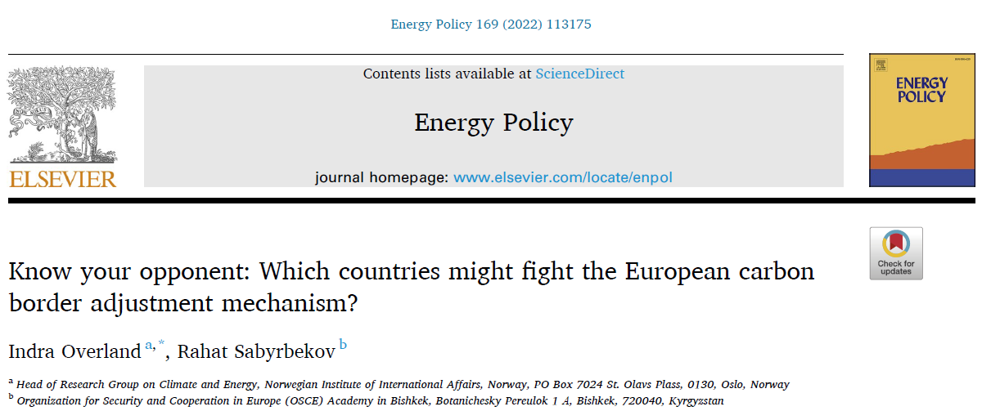 Energy Policy 169 (2022) 113175
Contents lists available at ScienceDirect
Energy Policy
journal homepage: www.elsevier.com/locate/enpol
ELSEVIER
ENERGY
POLICY
Check for
updates
Know your opponent: Which countries might fight the European carbon
border adjustment mechanism?
Indra Overland a,*, Rahat Sabyrbekov b
a Head of Research Group on Climate and Energy, Norwegian Institute of International Affairs, Norway, PO Box 7024 St. Olavs Plass, 0130, Oslo, Norway
b Organization for Security and Cooperation in Europe (OSCE) Academy in Bishkek, Botanichesky Pereulok 1 A, Bishkek, 720040, Kyrgyzstan